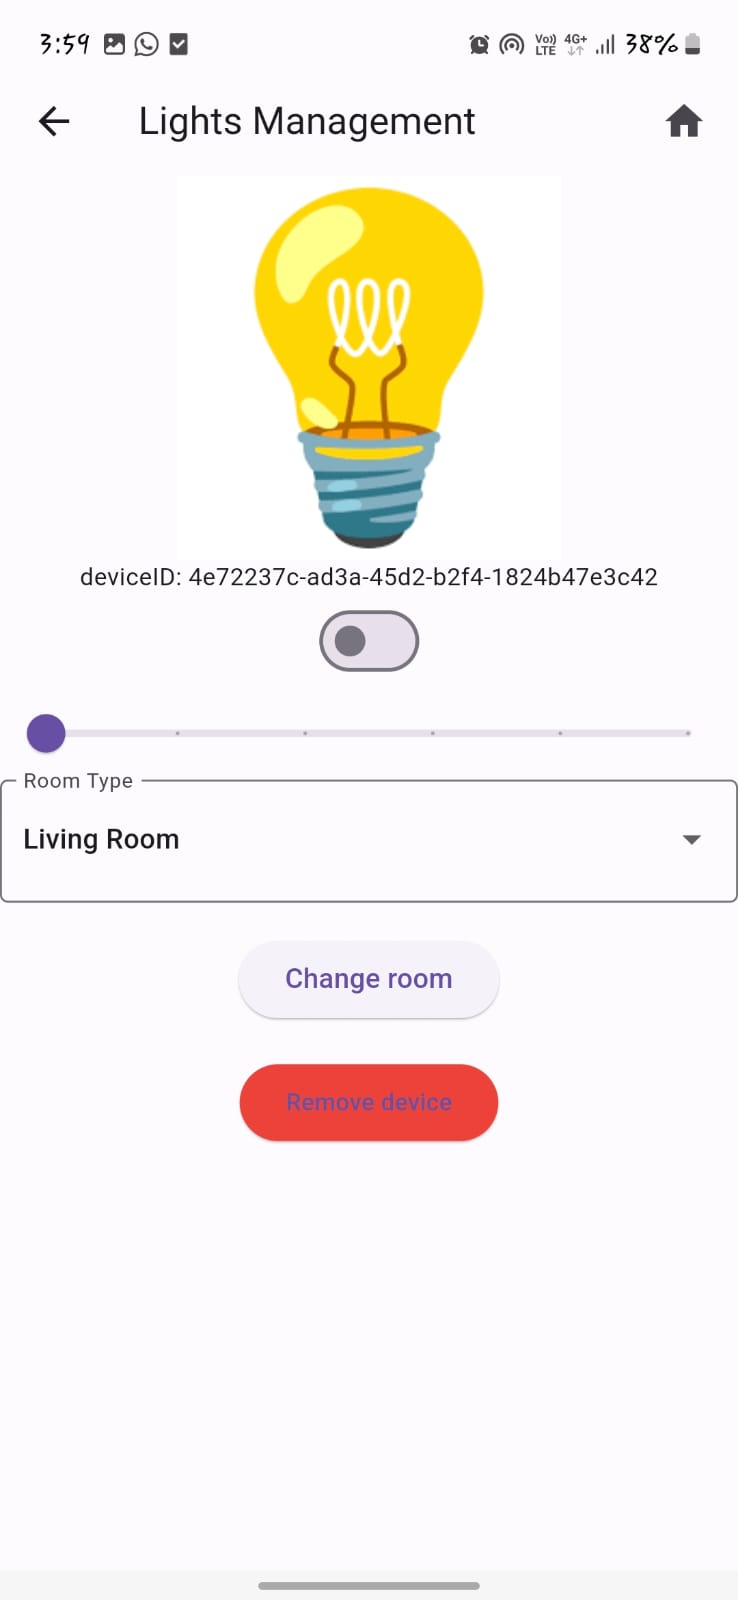 3:59 Vo)) LTE 4G+ 38%
Lights Management
deviceID: 4e72237c-ad3a-45d2-b2f4-1824b47e3c42
Room Type
Living Room
Change room
Remove device